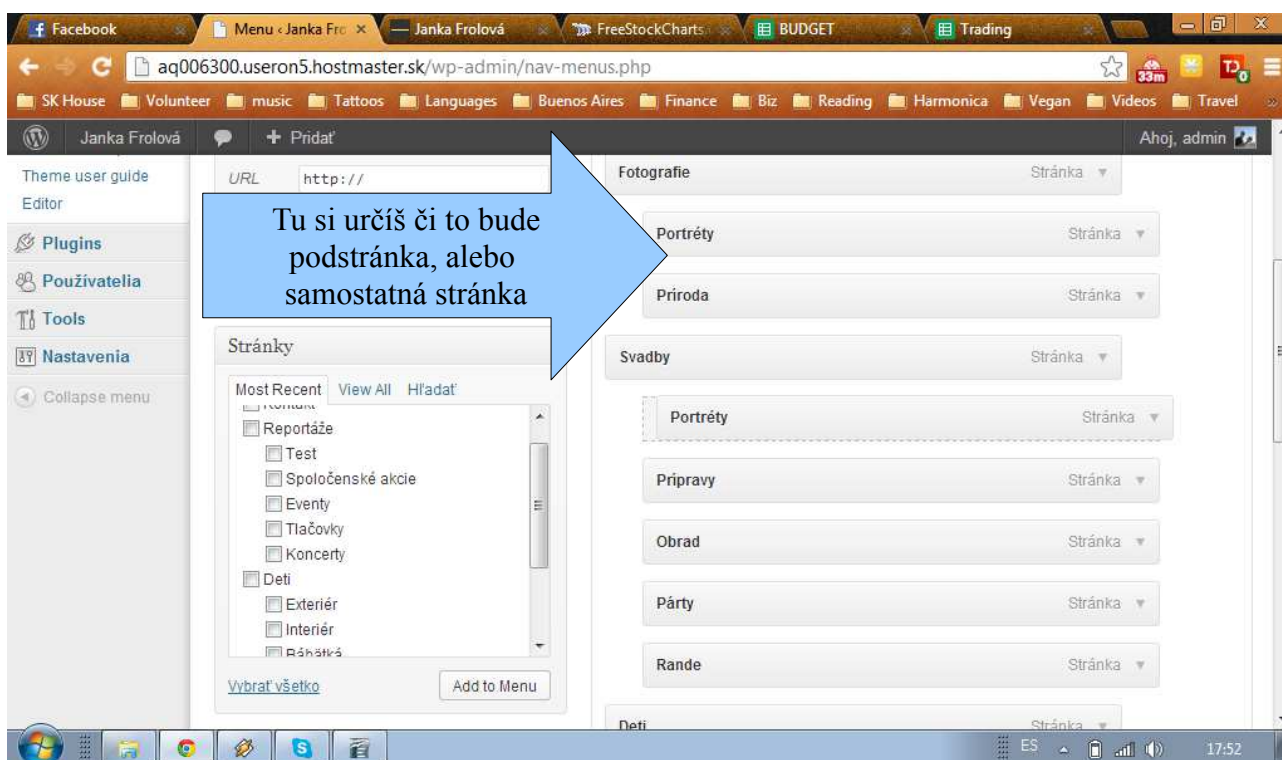 Facebook
Menu ‹ Janka Fro
Janka Frolová
FreeStockCharts
BUDGET
Trading
aq006300.useron5.hostmaster.sk/wp-admin/nav-menus.php
33m
0
SK House
Volunteer
music
Tattoos
Languages
Buenos Aires
Finance
Biz
Reading
Harmonica
Vegan
Videos
Travel
Janka Frolová
+ Pridať
Ahoj, admin
Theme user guide
Editor
Plugins
Používatelia
Tools
Nastavenia
Collapse menu
URL
http://
Tu si určíš či to bude
podstránka, alebo
samostatná stránka
Stránky
Most Recent
View All
Hľadať
Kontakt
Reportáže
Test
Spoločenské akcie
Eventy
Tlačovky
Koncerty
Deti
Exteriér
Interiér
Bábätká
Vybrať všetko
Add to Menu
Fotografie
Stránka
Portréty
Stránka
Príroda
Stránka
Svadby
Stránka
Portréty
Stránka
Prípravy
Stránka
Obrad
Stránka
Párty
Stránka
Rande
Stránka
Deti
Stránka
ES
17:52